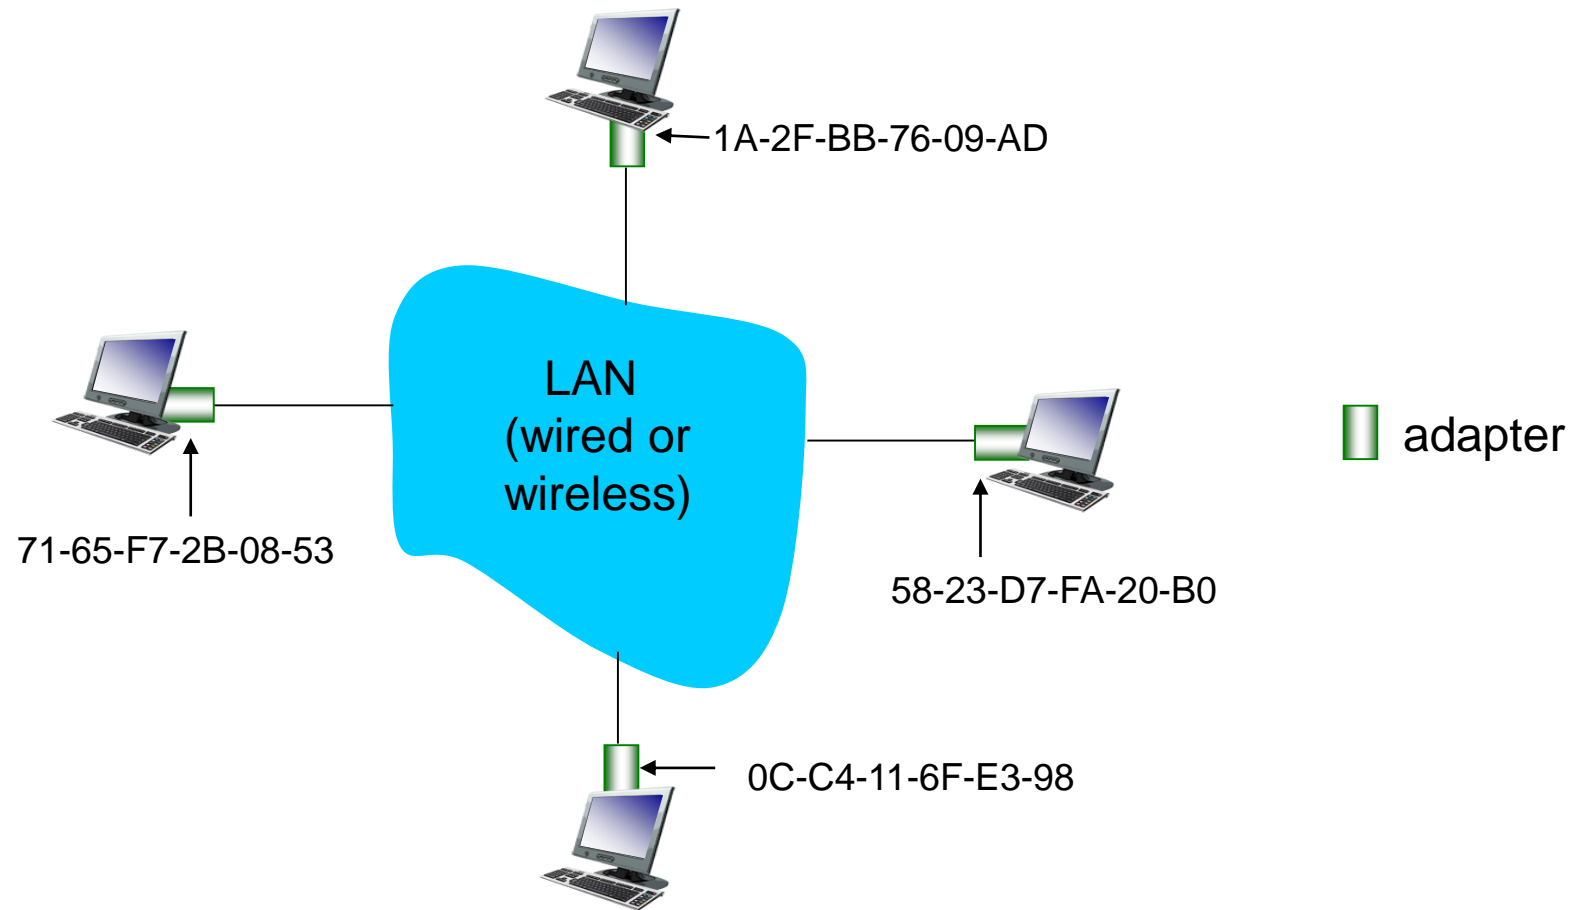 1A-2F-BB-76-09-AD
LAN
(wired or
wireless)
adapter
71-65-F7-2B-08-53
58-23-D7-FA-20-B0
0C-C4-11-6F-E3-98